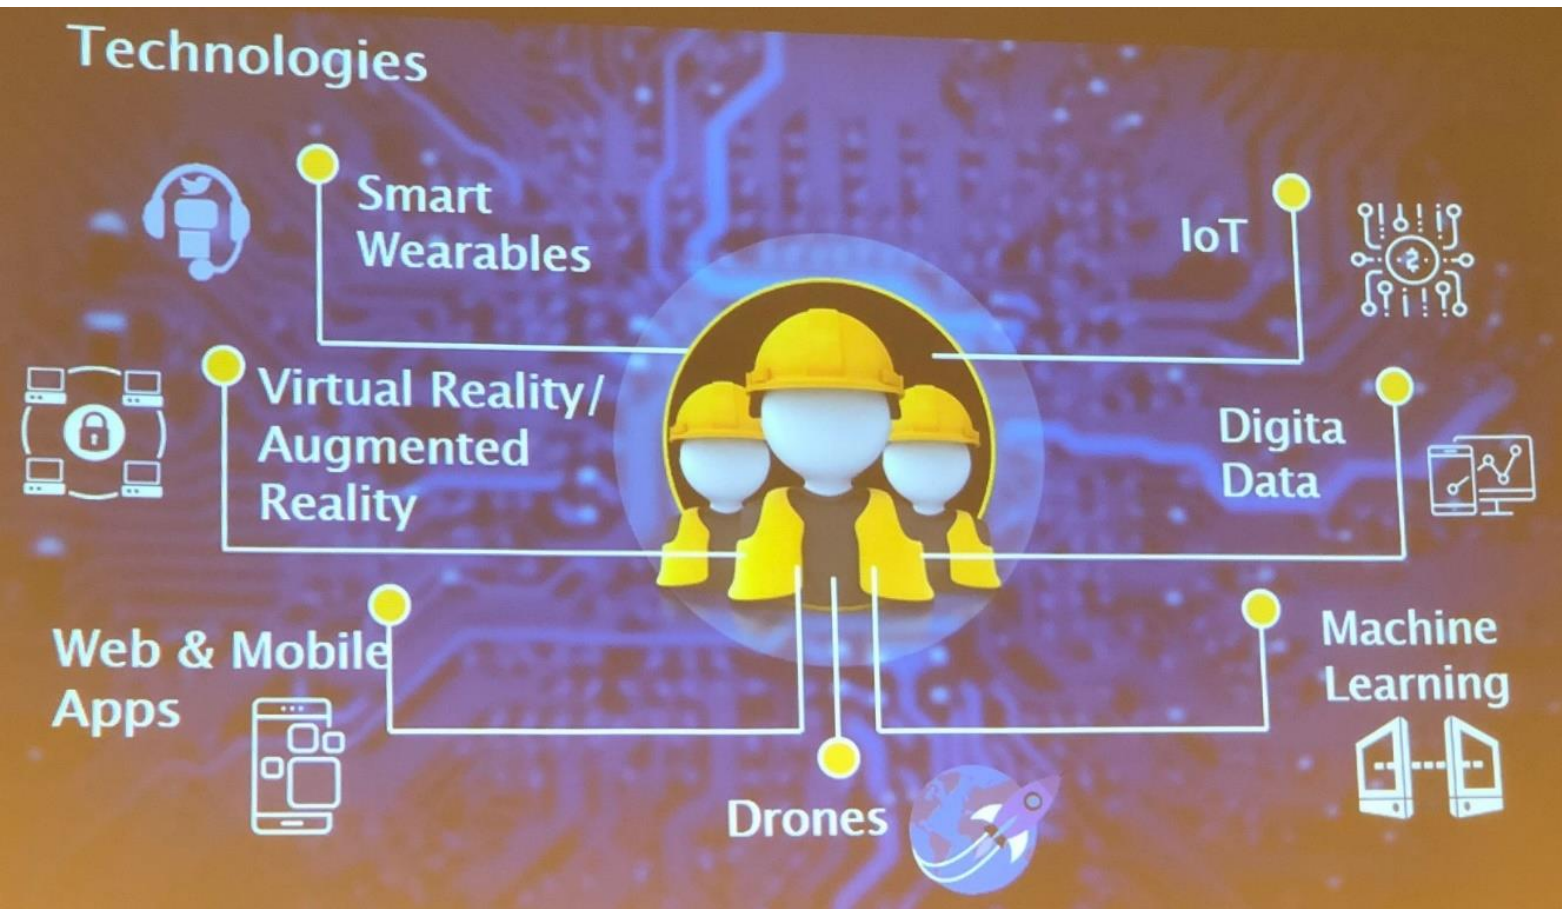 Technologies
Smart
Wearables
IoT
Virtual Reality/
Augmented
Reality
Digita
Data
Web & Mobile
Apps
Machine
Learning
Drones